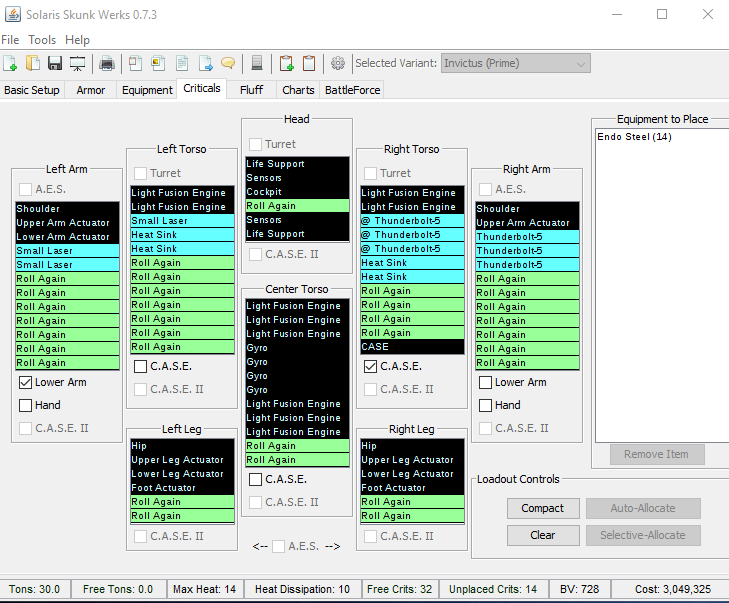 Solaris Skunk Werks 0.7.3
File Tools Help
Selected Variant: Invictus (Prime)
Basic Setup Armor Equipment Criticals Fluff Charts BattleForce
Head
Turret
Life Support
Sensors
Cockpit
Roll Again
Sensors
Life Support
C.A.S.E. II
Left Arm
A.E.S.
Shoulder
Upper Arm Actuator
Lower Arm Actuator
Small Laser
Small Laser
Roll Again
Roll Again
Roll Again
Roll Again
Roll Again
Roll Again
Roll Again
Lower Arm
Hand
C.A.S.E. II
Left Torso
Turret
Light Fusion Engine
Light Fusion Engine
Small Laser
Heat Sink
Heat Sink
Roll Again
Roll Again
Roll Again
Roll Again
Roll Again
Roll Again
Roll Again
C.A.S.E.
C.A.S.E. II
Center Torso
Light Fusion Engine
Light Fusion Engine
Light Fusion Engine
Gyro
Gyro
Gyro
Gyro
Light Fusion Engine
Light Fusion Engine
Light Fusion Engine
Roll Again
Roll Again
C.A.S.E.
C.A.S.E. II
Right Torso
Turret
Light Fusion Engine
Light Fusion Engine
@ Thunderbolt-5
@ Thunderbolt-5
@ Thunderbolt-5
Heat Sink
Heat Sink
Roll Again
Roll Again
Roll Again
Roll Again
CASE
C.A.S.E.
C.A.S.E. II
Right Arm
A.E.S.
Shoulder
Upper Arm Actuator
Thunderbolt-5
Thunderbolt-5
Thunderbolt-5
Roll Again
Roll Again
Roll Again
Roll Again
Roll Again
Roll Again
Roll Again
Lower Arm
Hand
C.A.S.E. II
Left Leg
Hip
Upper Leg Actuator
Lower Leg Actuator
Foot Actuator
Roll Again
Roll Again
C.A.S.E. II
<-- A.E.S. -->
Right Leg
Hip
Upper Leg Actuator
Lower Leg Actuator
Foot Actuator
Roll Again
Roll Again
C.A.S.E. II
Equipment to Place
Endo Steel (14)
Remove Item
Loadout Controls
Compact Auto-Allocate
Clear Selective-Allocate
Tons: 30.0 Free Tons: 0.0 Max Heat: 14 Heat Dissipation: 10 Free Crits: 32 Unplaced Crits: 14 BV: 728 Cost: 3,049,325